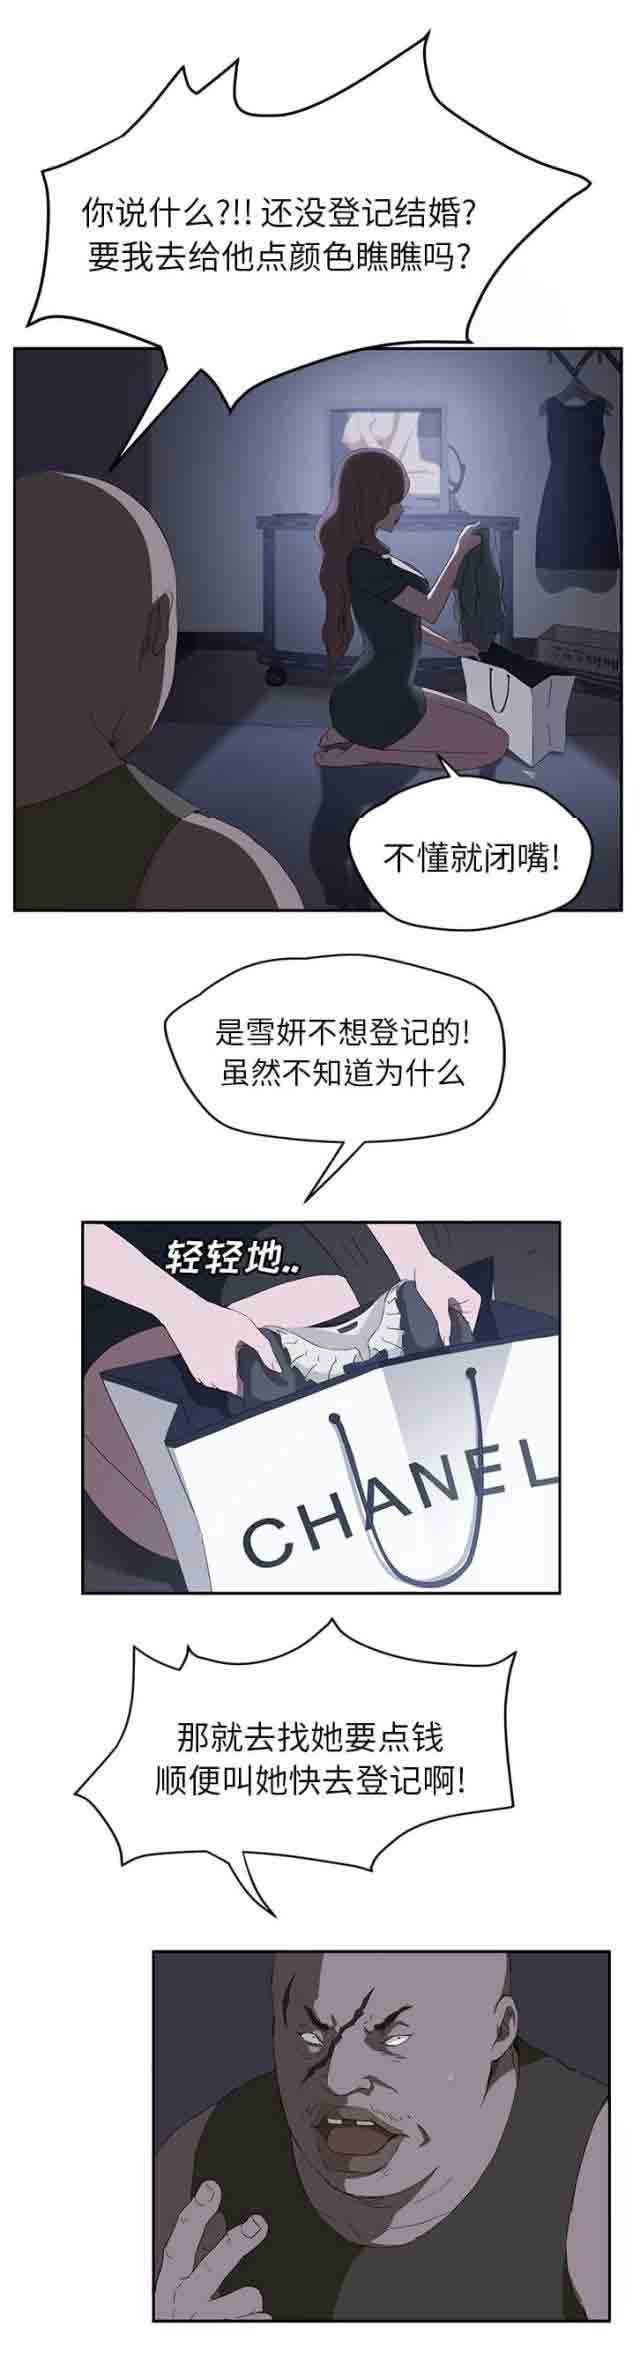 你说什么?!! 还没登记结婚?
要我去给他点颜色瞧瞧吗?
不懂就闭嘴!
是雪妍不想登记的!
虽然不知道为什么
轻轻地..
CHANEL
那就去找她要点钱
顺便叫她快去登记啊!